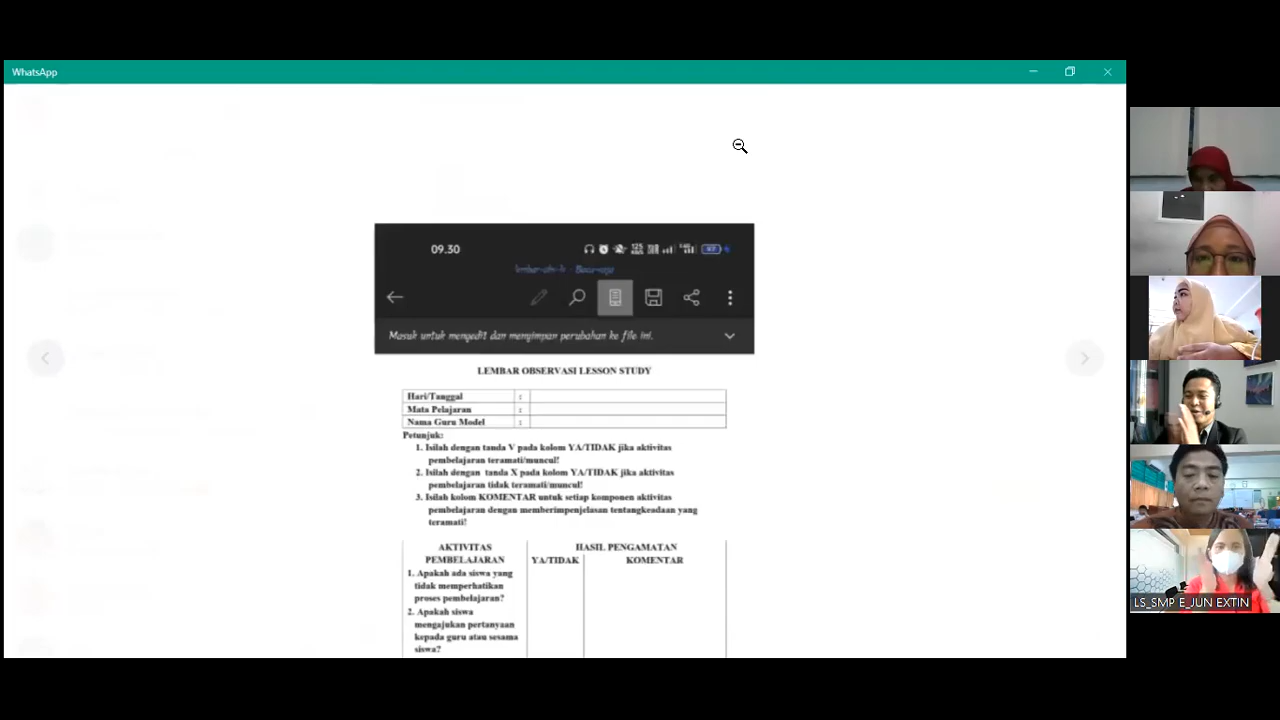 WhatsApp
09.30
Masuk untuk mengedit dan menyimpan perubahan ke file ini.
LEMBAR OBSERVASI LESSON STUDY
Hari/Tanggal :
Mata Pelajaran :
Nama Guru Model :
Petunjuk:
1. Isilah dengan tanda V pada kolom YA/TIDAK jika aktivitas
pembelajaran teramati/muncul!
2. Isilah dengan tanda X pada kolom YA/TIDAK jika aktivitas
pembelajaran tidak teramati/muncul!
3. Isilah kolom KOMENTAR untuk setiap komponen aktivitas
pembelajaran dengan memberimpenjelasan tentangkeadaan yang
teramati!
AKTIVITAS
PEMBELAJARAN
HASIL PENGAMATAN
YA/TIDAK KOMENTAR
1. Apakah ada siswa yang
tidak memperhatikan
proses pembelajaran?
2. Apakah siswa
mengajukan pertanyaan
kepada guru atau sesama
siswa?
LS_SMP E_JUN EXTIN